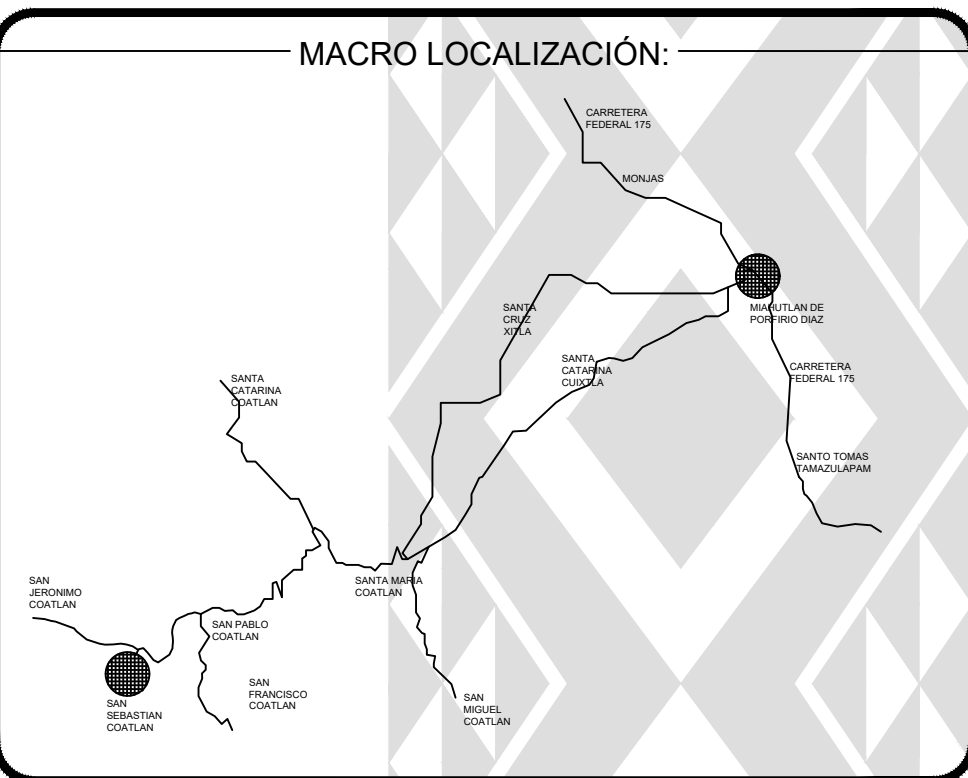 MACRO LOCALIZACIÓN:
CARRETERA
FEDERAL 175
MONJAS
MIAHUTLAN DE
PORFIRIO DIAZ
SANTA
CRUZ
XITLA
SANTA
CATARINA
CUIXTLA
CARRETERA
FEDERAL 175
SANTA
CATARINA
COATLAN
SANTO TOMAS
TAMAZULAPAM
SAN
JERONIMO
COATLAN
SANTA MARIA
COATLAN
SAN PABLO
COATLAN
SAN
FRANCISCO
COATLAN
SAN
SEBASTIAN
COATLAN
SAN
MIGUEL
COATLAN